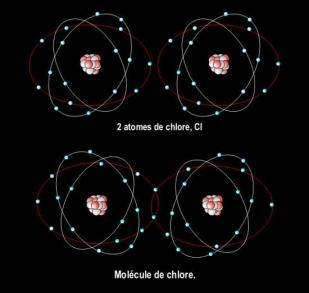 2 atomes de chlore, Cl
Molécule de chlore.